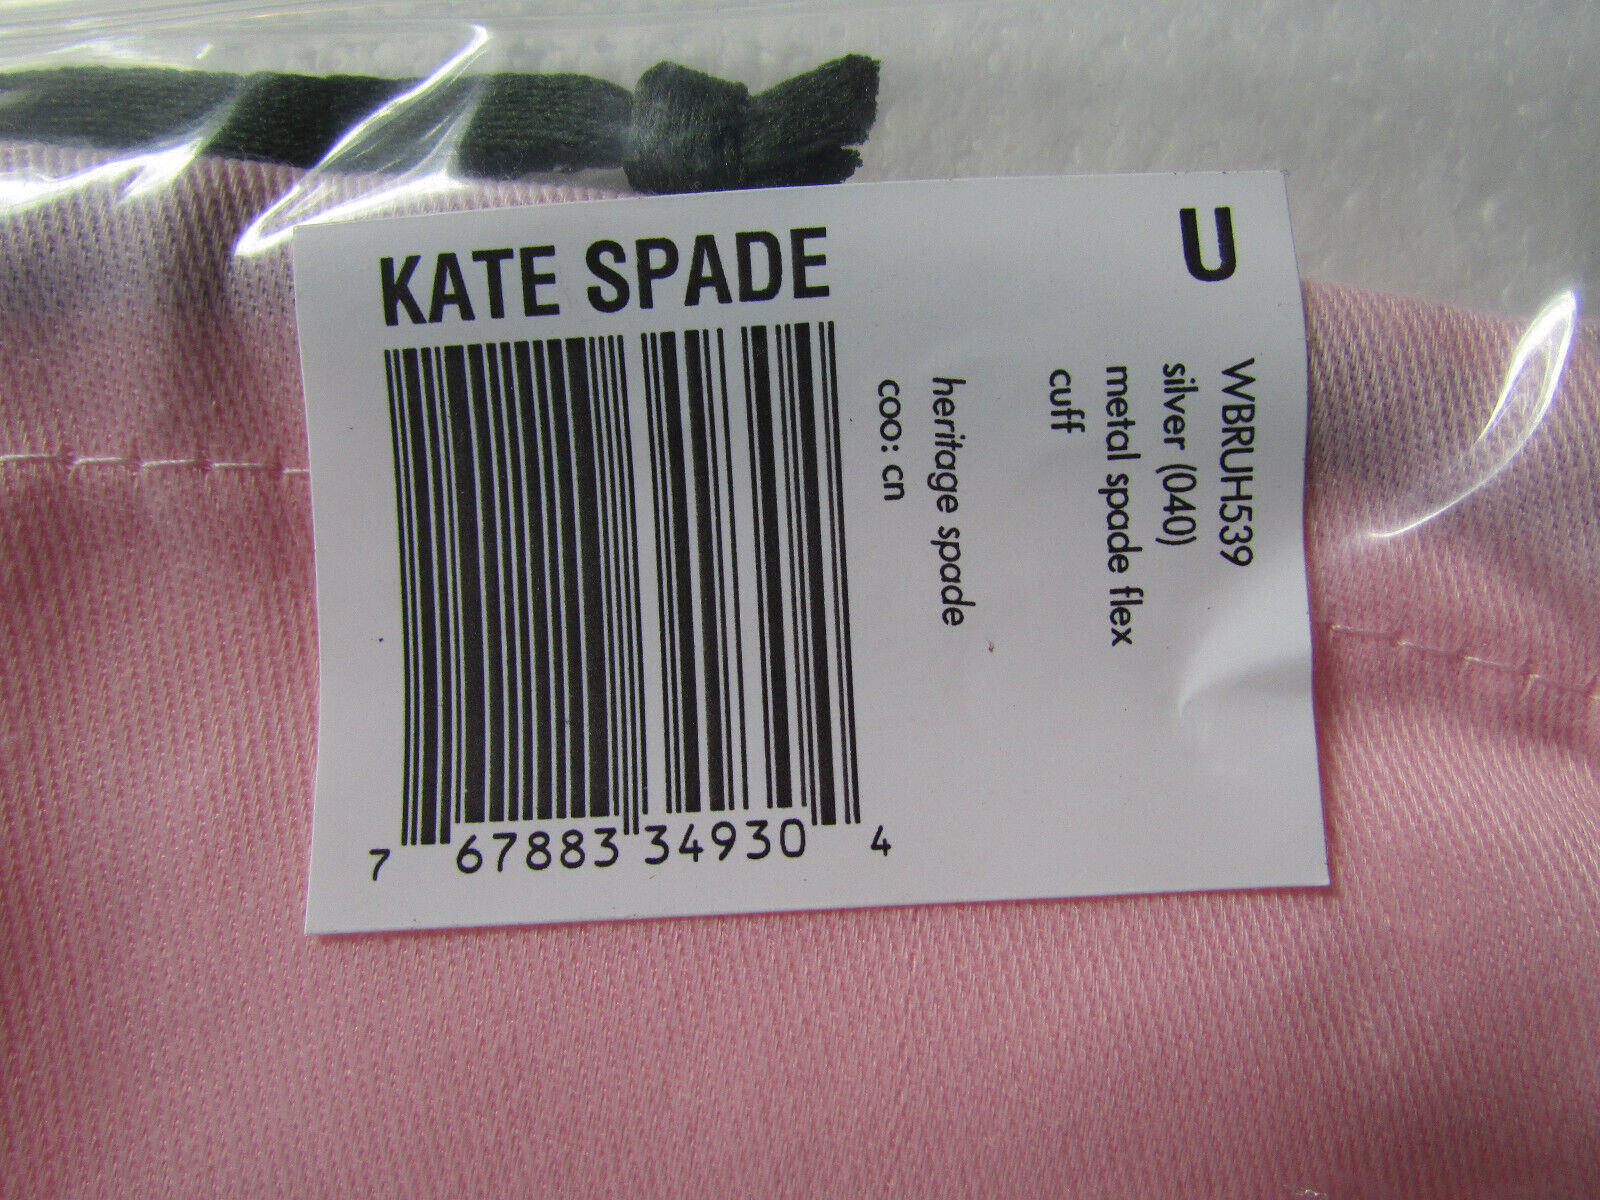 KATE SPADE
U
WBRUH539
silver (040)
metal spade flex
cuff
heritage spade
coo: cn
7 67883 34930 4